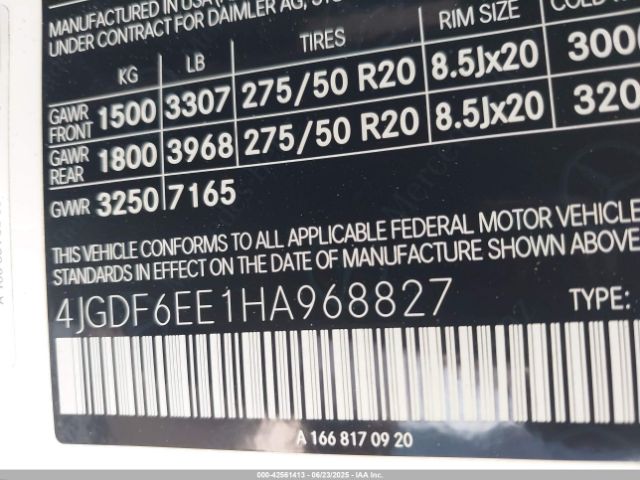 MANUFACTURED IN USA
UNDER CONTRACT FOR DAIMLER AG,
KG LB TIRES RIM SIZE COLD
GAWR FRONT 1500 3307 275/50 R20 8.5Jx20 300
GAWR REAR 1800 3968 275/50 R20 8.5Jx20 320
GVWR 3250 7165
THIS VEHICLE CONFORMS TO ALL APPLICABLE FEDERAL MOTOR VEHICLE
STANDARDS IN EFFECT ON THE DATE OF MANUFACTURE SHOWN ABOVE
4JGDF6EE1HA968827 TYPE:
A 166 817 09 20
000-42561413 - 06/23/2025 - IAAI.com